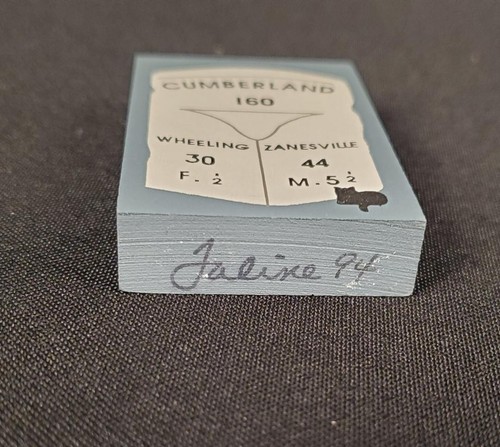 CUMBERLAND
160
WHEELING ZANESVILLE
30 44
F. ½ M. 5½
Faline 94